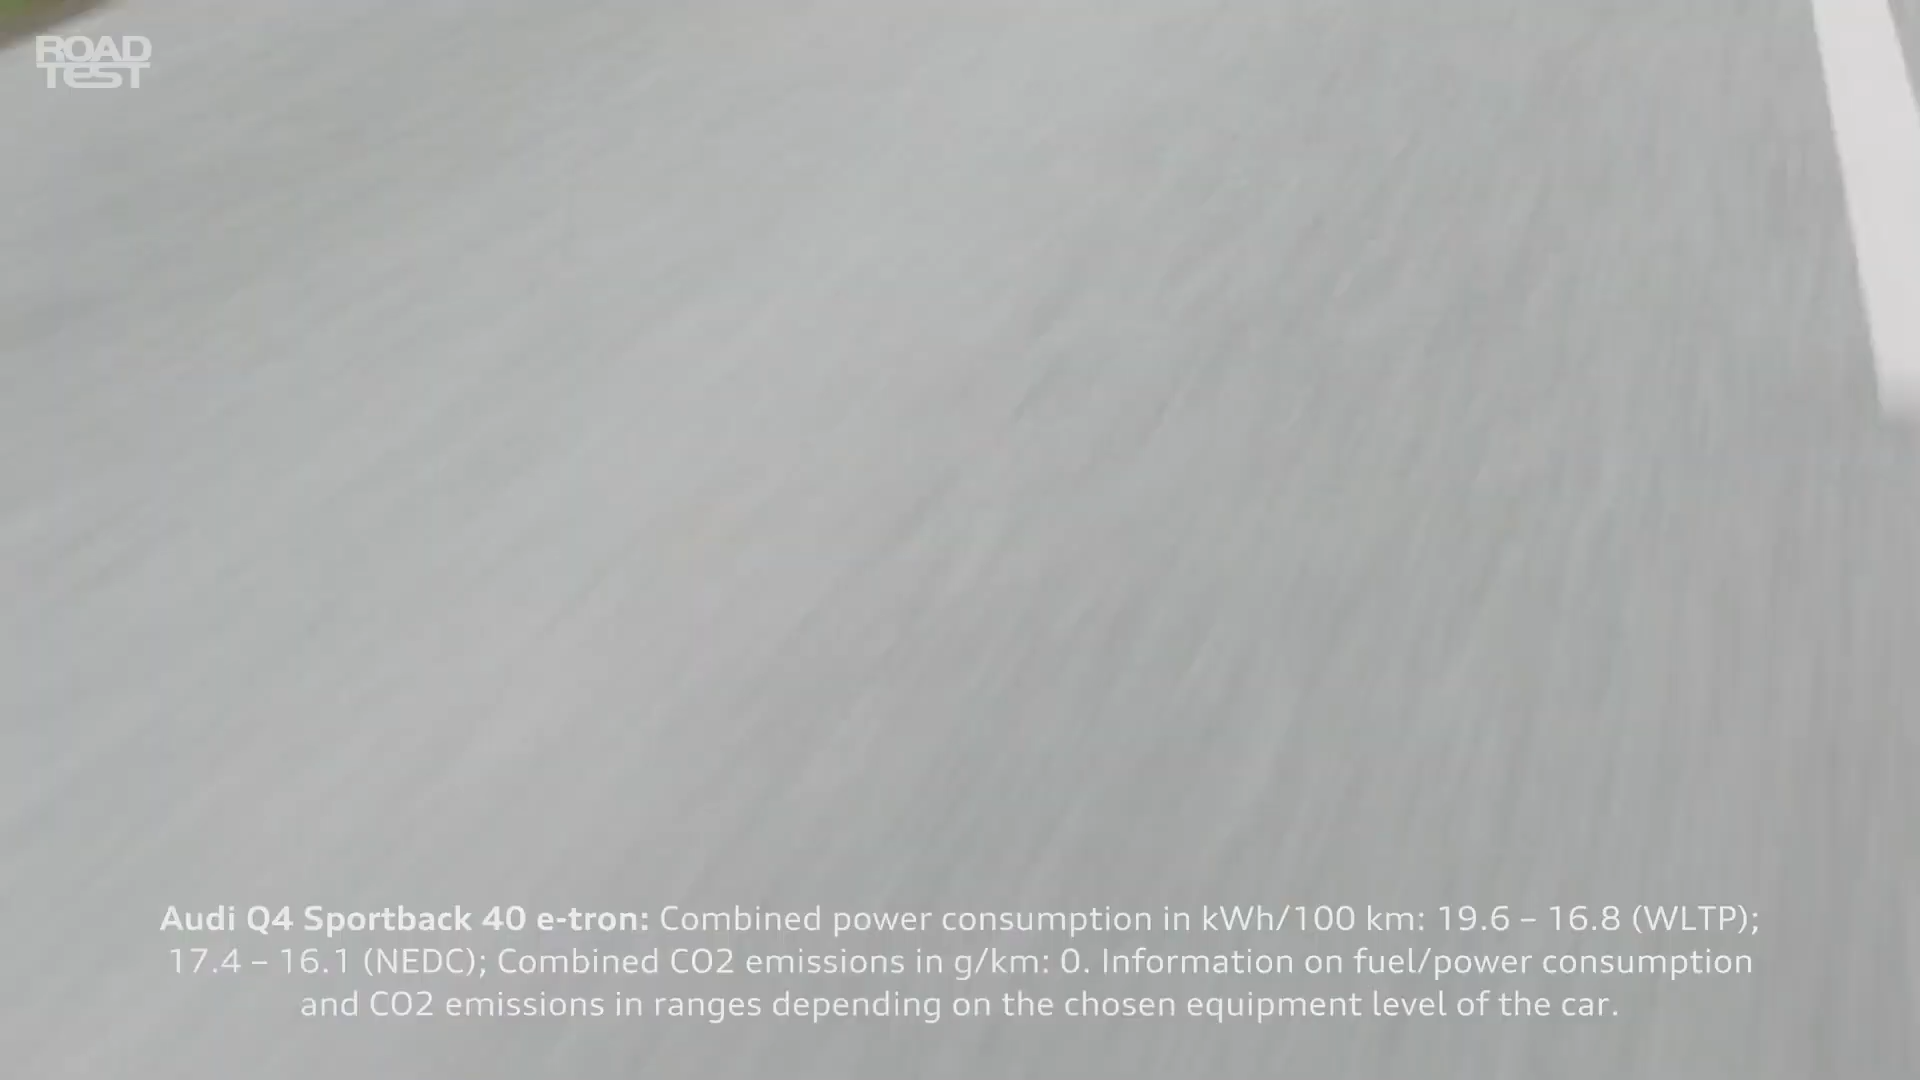 ROAD
TEST
Audi Q4 Sportback 40 e-tron: Combined power consumption in kWh/100 km: 19.6 – 16.8 (WLTP);
17.4 – 16.1 (NEDC); Combined CO2 emissions in g/km: 0. Information on fuel/power consumption
and CO2 emissions in ranges depending on the chosen equipment level of the car.